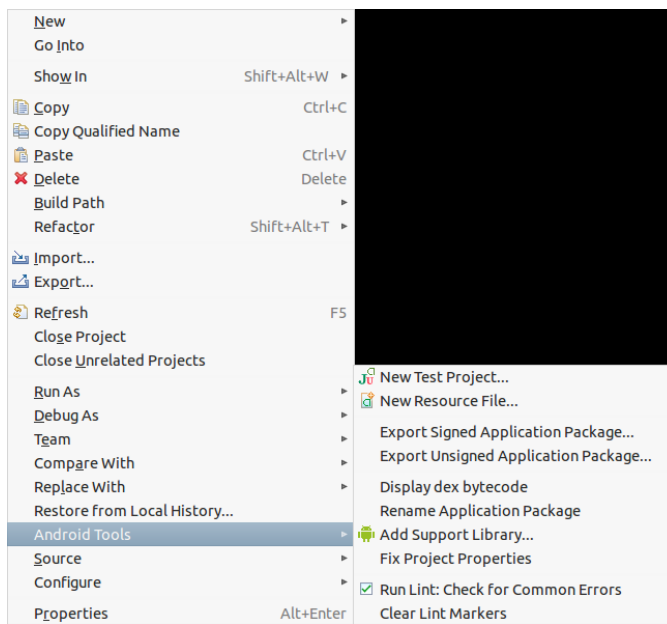 New
Go Into
Show In Shift+Alt+W
Copy Ctrl+C
Copy Qualified Name
Paste Ctrl+V
Delete Delete
Build Path
Refactor Shift+Alt+T
Import...
Export...
Refresh F5
Close Project
Close Unrelated Projects
Run As
Debug As
Team
Compare With
Replace With
Restore from Local History...
Android Tools
Source
Configure
Properties Alt+Enter
New Test Project...
New Resource File...
Export Signed Application Package...
Export Unsigned Application Package...
Display dex bytecode
Rename Application Package
Add Support Library...
Fix Project Properties
Run Lint: Check for Common Errors
Clear Lint Markers